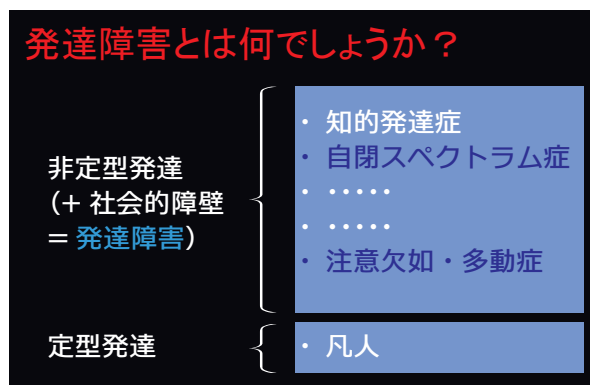 発達障害とは何でしょうか？
非定型発達
(+ 社会的障壁
= 発達障害)
・ 知的発達症
・ 自閉スペクトラム症
・ ・・・・・
・ ・・・・・
・ 注意欠如・多動症
定型発達
・ 凡人